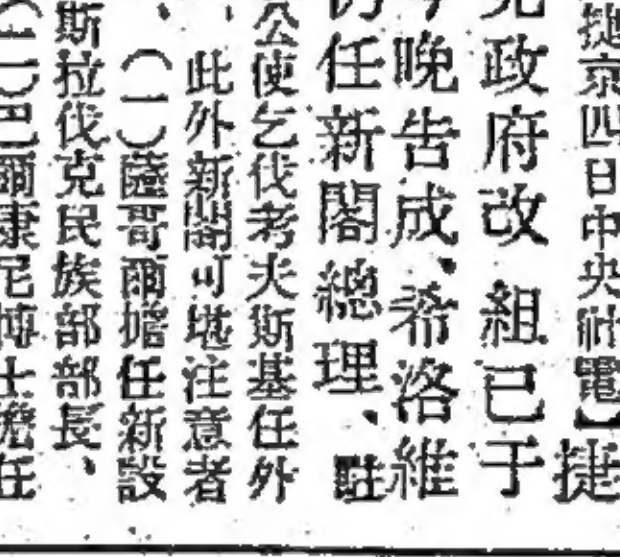 捷京四日中央社電】捷
克政府改組已于
今晚告成、希洛維
仍任新閣總理、駐
公使乞伐考夫斯基任外
、此外新閣可堪注意者
、(一)薩哥爾擔任新設
斯拉伐克民族部部長、
(二)巴爾康尼博士擔任